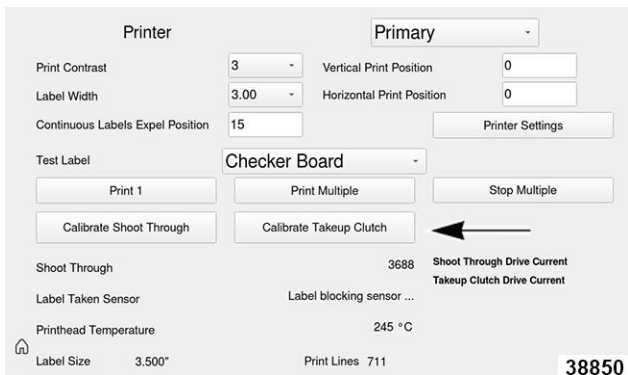 Printer Primary
Print Contrast 3 Vertical Print Position 0
Label Width 3.00 Horizontal Print Position 0
Continuous Labels Expel Position 15 Printer Settings
Test Label Checker Board
Print 1 Print Multiple Stop Multiple
Calibrate Shoot Through Calibrate Takeup Clutch
Shoot Through 3688 Shoot Through Drive Current
Takeup Clutch Drive Current
Label Taken Sensor Label blocking sensor ...
Printhead Temperature 245 °C
Label Size 3.500" Print Lines 711
38850